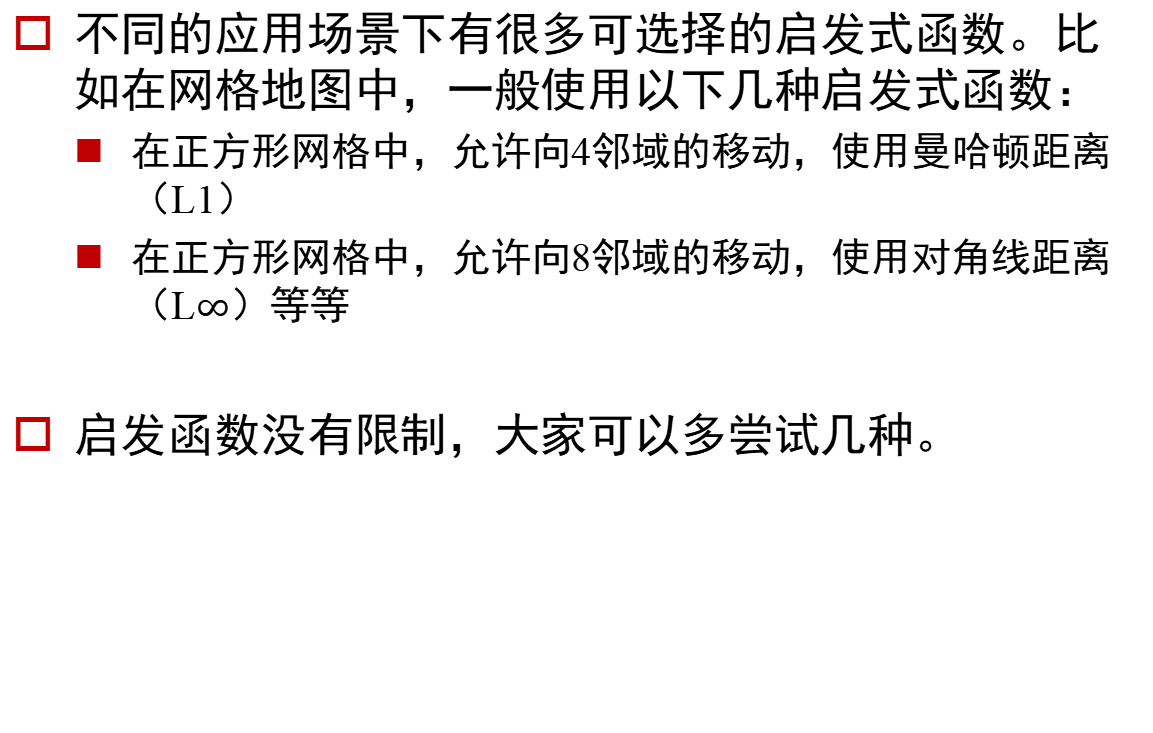 不同的应用场景下有很多可选择的启发式函数。比
如在网格地图中，一般使用以下几种启发式函数：
在正方形网格中，允许向4邻域的移动，使用曼哈顿距离
（L1）
在正方形网格中，允许向8邻域的移动，使用对角线距离
（L∞）等等
启发函数没有限制，大家可以多尝试几种。